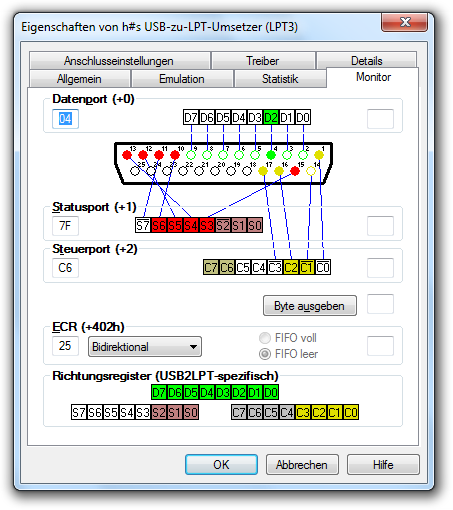 Eigenschaften von h#s USB-zu-LPT-Umsetzer (LPT3)
Anschlusseinstellungen Treiber Details
Allgemein Emulation Statistik Monitor
Datenport (+0)
04 D7 D6 D5 D4 D3 D2 D1 D0
13 12 11 10 9 8 7 6 5 4 3 2 1
25 24 23 22 21 20 19 18 17 16 15 14
Statusport (+1)
7F S7 S6 S5 S4 S3 S2 S1 S0
Steuerport (+2)
C6 C7 C6 C5 C4 C3 C2 C1 C0
Byte ausgeben
ECR (+402h)
25 Bidirektional FIFO voll
FIFO leer
Richtungsregister (USB2LPT-spezifisch)
D7 D6 D5 D4 D3 D2 D1 D0
S7 S6 S5 S4 S3 S2 S1 S0 C7 C6 C5 C4 C3 C2 C1 C0
OK Abbrechen Hilfe